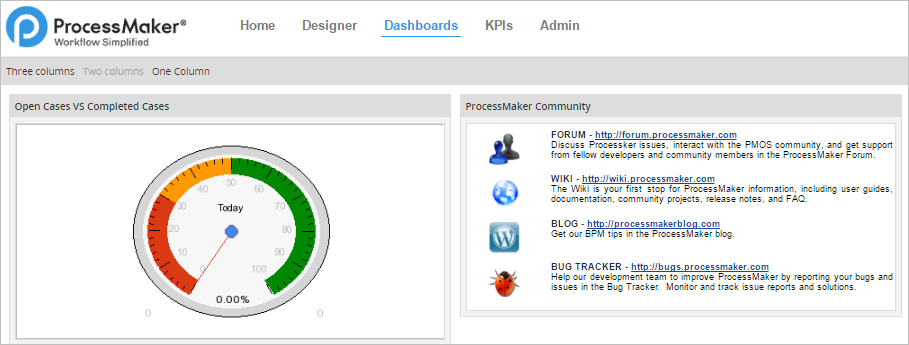 ProcessMaker®
Workflow Simplified
Home Designer Dashboards KPIs Admin
Three columns Two columns One Column
Open Cases VS Completed Cases
50
40 60
30 70
Today
20 80
10 90
0 100
0.00%
0 0
ProcessMaker Community
FORUM - http://forum.processmaker.com
Discuss Processker issues, interact with the PMOS community, and get support
from fellow developers and community members in the ProcessMaker Forum.
WIKI - http://wiki.processmaker.com
The Wiki is your first stop for ProcessMaker information, including user guides,
documentation, community projects, release notes, and FAQ.
BLOG - http://processmakerblog.com
Get our BPM tips in the ProcessMaker blog.
BUG TRACKER - http://bugs.processmaker.com
Help our development team to improve ProcessMaker by reporting your bugs and
issues in the Bug Tracker. Monitor and track issue reports and solutions.